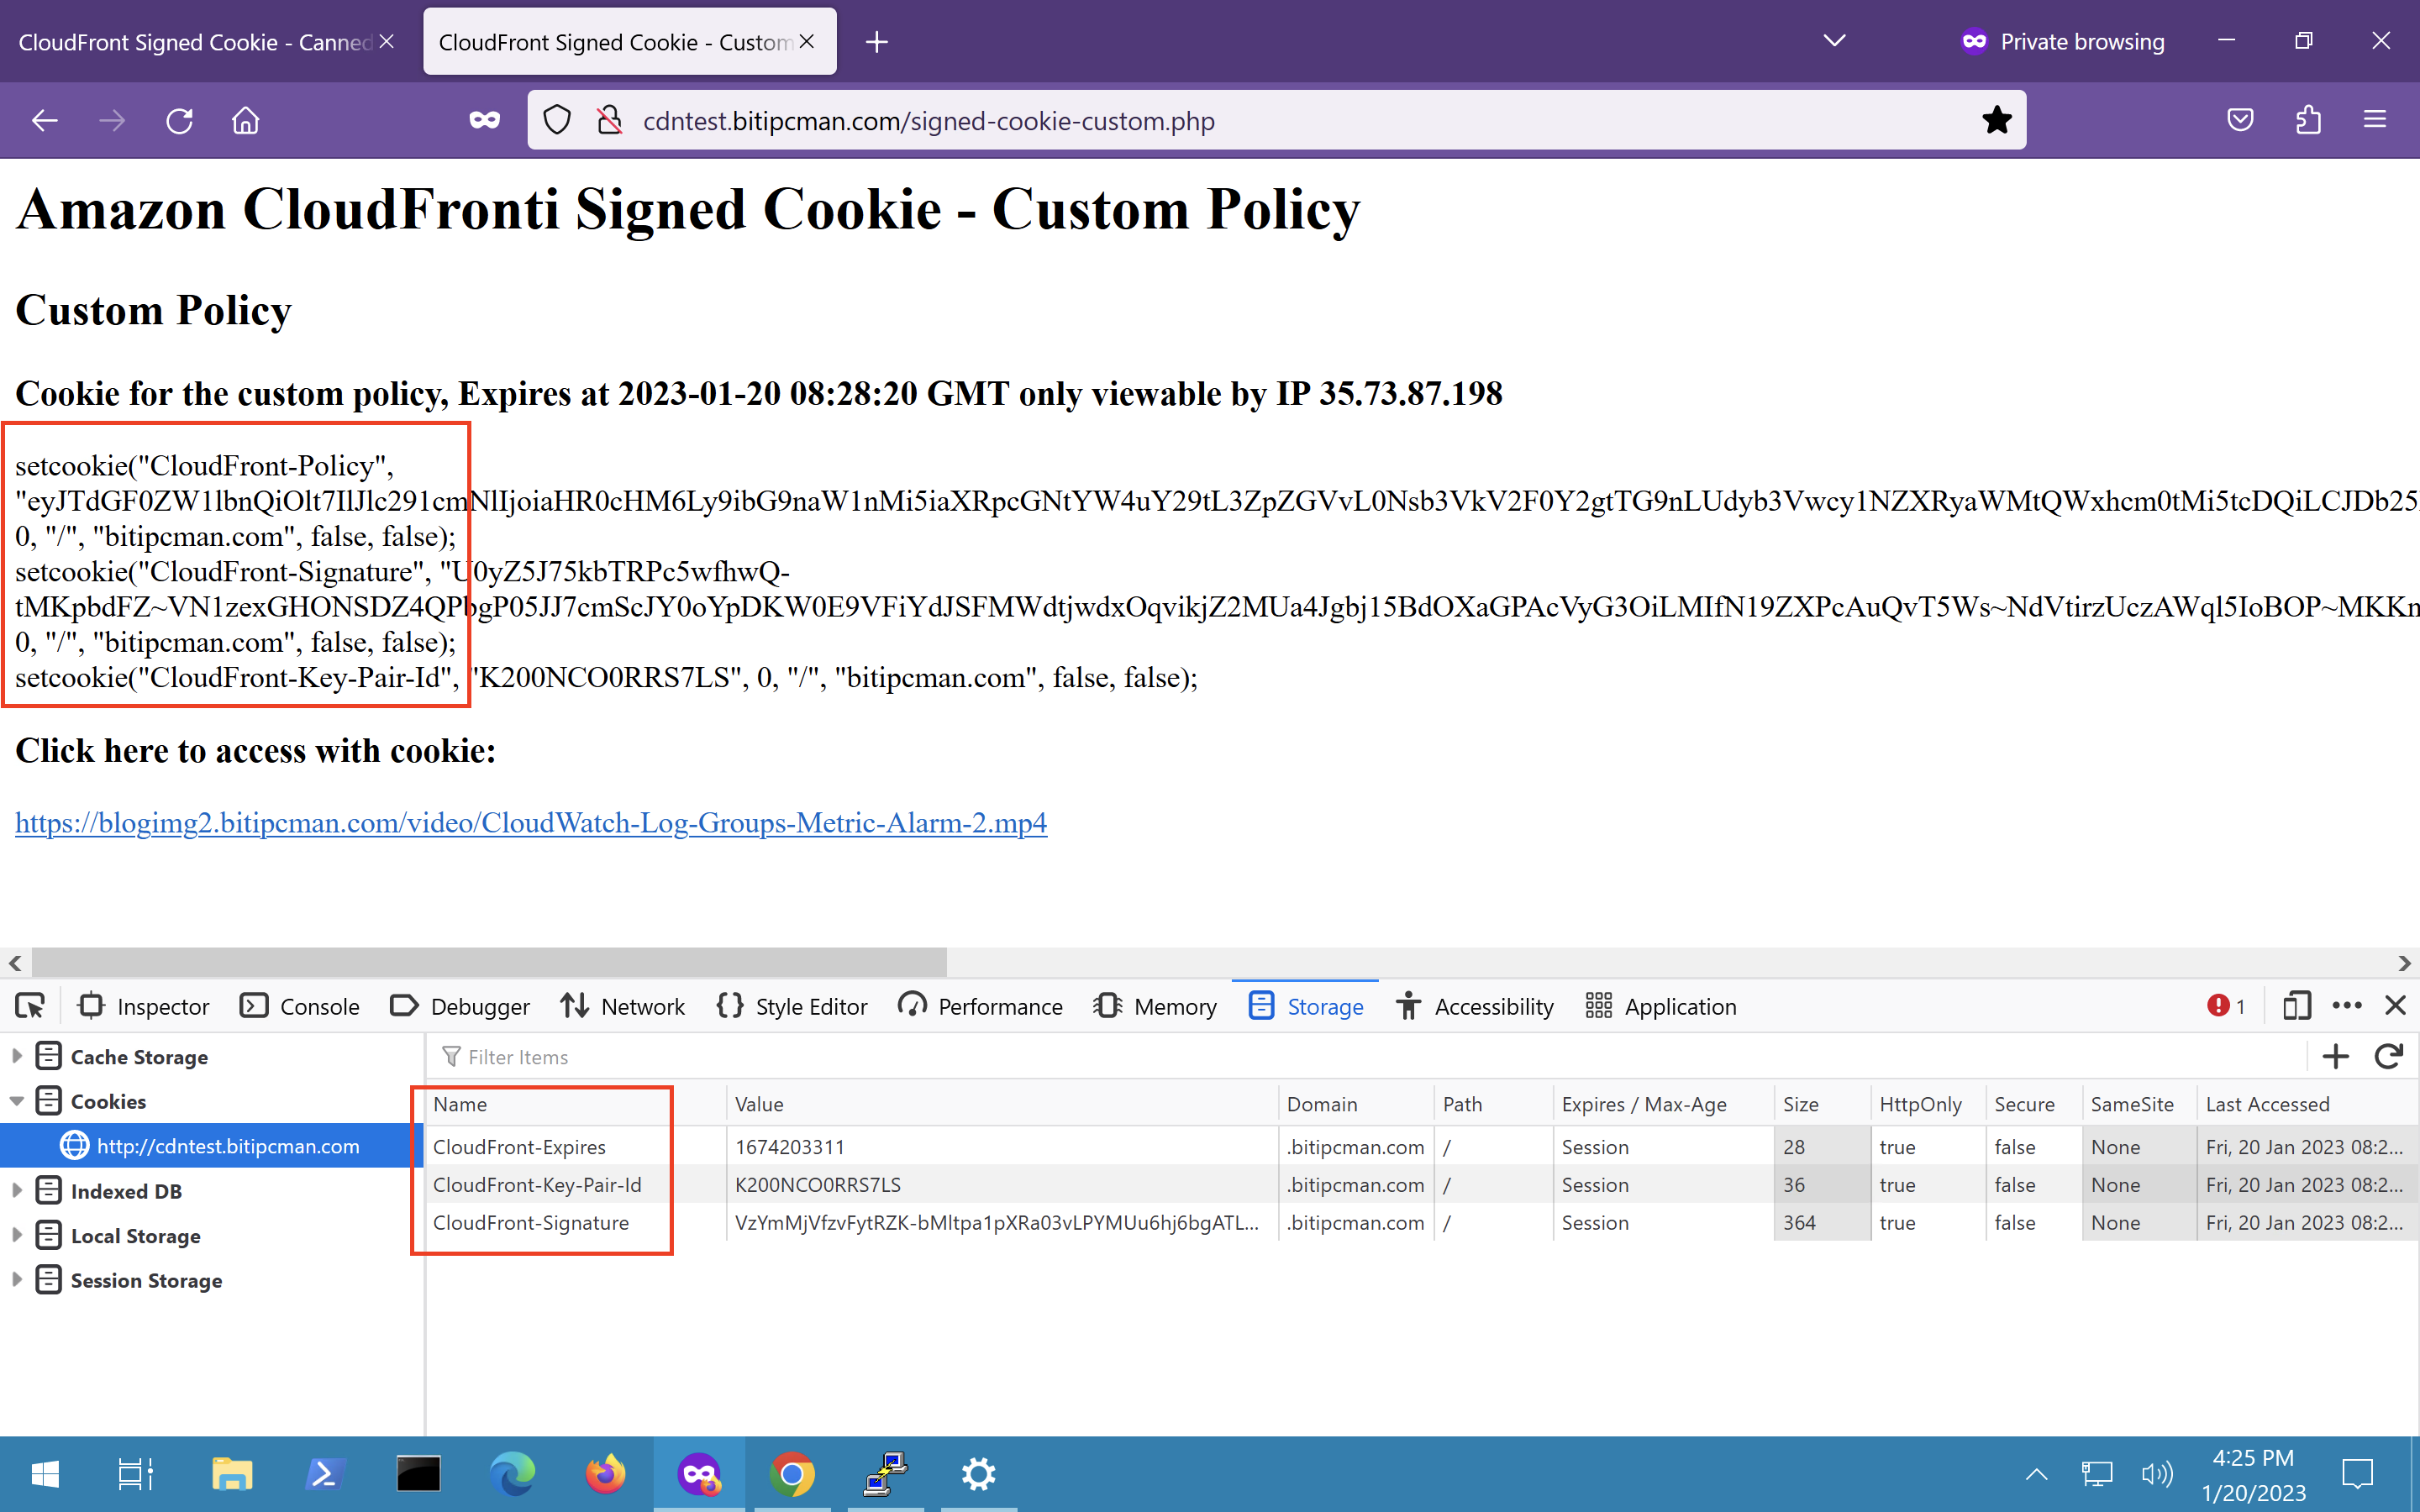 CloudFront Signed Cookie - Canned
CloudFront Signed Cookie - Custom
Private browsing
cdntest.bitipcman.com/signed-cookie-custom.php
Amazon CloudFronti Signed Cookie - Custom Policy
Custom Policy
Cookie for the custom policy, Expires at 2023-01-20 08:28:20 GMT only viewable by IP 35.73.87.198
setcookie("CloudFront-Policy",
"eyJTdGF0ZW1lbnQiOlt7IlJlc291cmNlIjoiaHR0cHM6Ly9ibG9naW1nMi5iaXRpcGNtYW4uY29tL3ZpZGVvL0Nsb3VkV2F0Y2gtTG9nLUdyb3Vwcy1NZXRyaWMtQWxhcm0tMi5tcDQiLCJDb25
0, "/", "bitipcman.com", false, false);
setcookie("CloudFront-Signature", "U0yZ5J75kbTRPc5wfhwQ-
tMKpbdFZ~VN1zexGHONSDZ4QPbgP05JJ7cmScJY0oYpDKW0E9VFiYdJSFMWdtjwdxOqvikjZ2MUa4Jgbj15BdOXaGPAcVyG3OiLMIfN19ZXPcAuQvT5Ws~NdVtirzUczAWql5IoBOP~MKKn
0, "/", "bitipcman.com", false, false);
setcookie("CloudFront-Key-Pair-Id", "K200NCO0RRS7LS", 0, "/", "bitipcman.com", false, false);
Click here to access with cookie:
https://blogimg2.bitipcman.com/video/CloudWatch-Log-Groups-Metric-Alarm-2.mp4
Inspector Console Debugger Network Style Editor Performance Memory Storage Accessibility Application 1
Cache Storage
Cookies
http://cdntest.bitipcman.com
Indexed DB
Local Storage
Session Storage
Filter Items
Name Value Domain Path Expires / Max-Age Size HttpOnly Secure SameSite Last Accessed
CloudFront-Expires 1674203311 .bitipcman.com / Session 28 true false None Fri, 20 Jan 2023 08:2...
CloudFront-Key-Pair-Id K200NCO0RRS7LS .bitipcman.com / Session 36 true false None Fri, 20 Jan 2023 08:2...
CloudFront-Signature VzYmMjVfzvFytRZK-bMltpa1pXRa03vLPYMUu6hj6bgATL... .bitipcman.com / Session 364 true false None Fri, 20 Jan 2023 08:2...
4:25 PM
1/20/2023